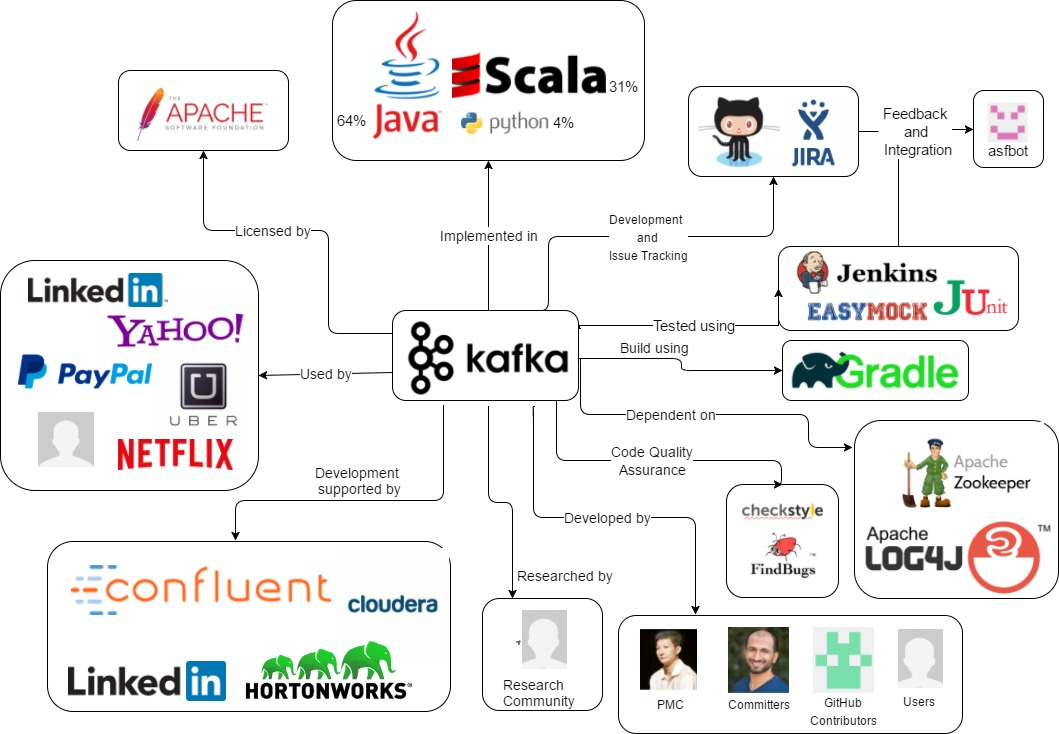 Java
64%
Scala
31%
python 4%
THE
APACHE
SOFTWARE FOUNDATION
JIRA
Feedback
and
Integration
asfbot
Licensed by
Implemented in
Development
and
Issue Tracking
Linked in
YAHOO!
PayPal
UBER
NETFLIX
Used by
kafka
Tested using
Jenkins
EASYMOCK
JUnit
Build using
Gradle
Dependent on
Apache
Zookeeper
Apache
LOG4J
TM
Code Quality
Assurance
checkstyle
FindBugs
Development
supported by
confluent
cloudera
Linked in
HORTONWORKS
Researched by
Research
Community
Developed by
PMC
Committers
GitHub
Contributors
Users